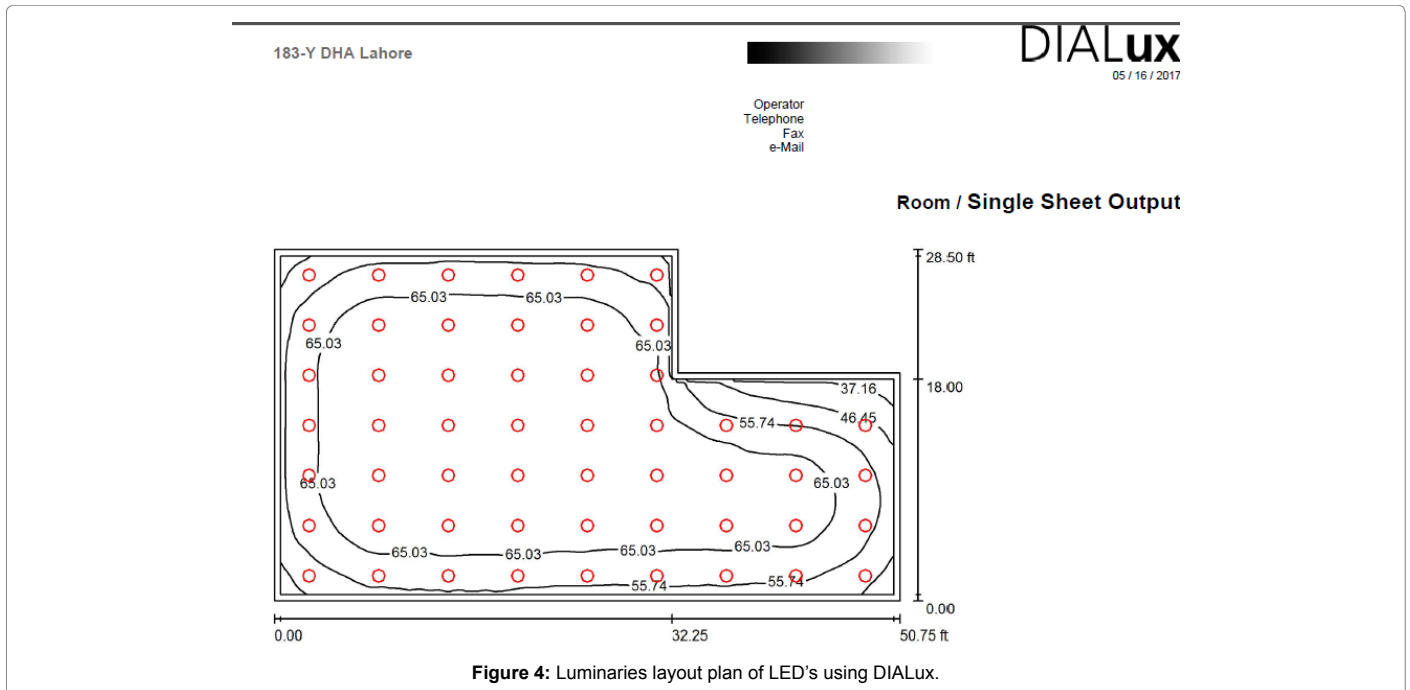 183-Y DHA Lahore
DIALux
05 / 16 / 2017
Operator
Telephone
Fax
e-Mail
Room / Single Sheet Output
28.50 ft
65.03 65.03
65.03 65.03
18.00
37.16
46.45
55.74
65.03 65.03
65.03 65.03 65.03 65.03
55.74 55.74
0.00
0.00 32.25 50.75 ft
Figure 4: Luminaries layout plan of LED's using DIALux.